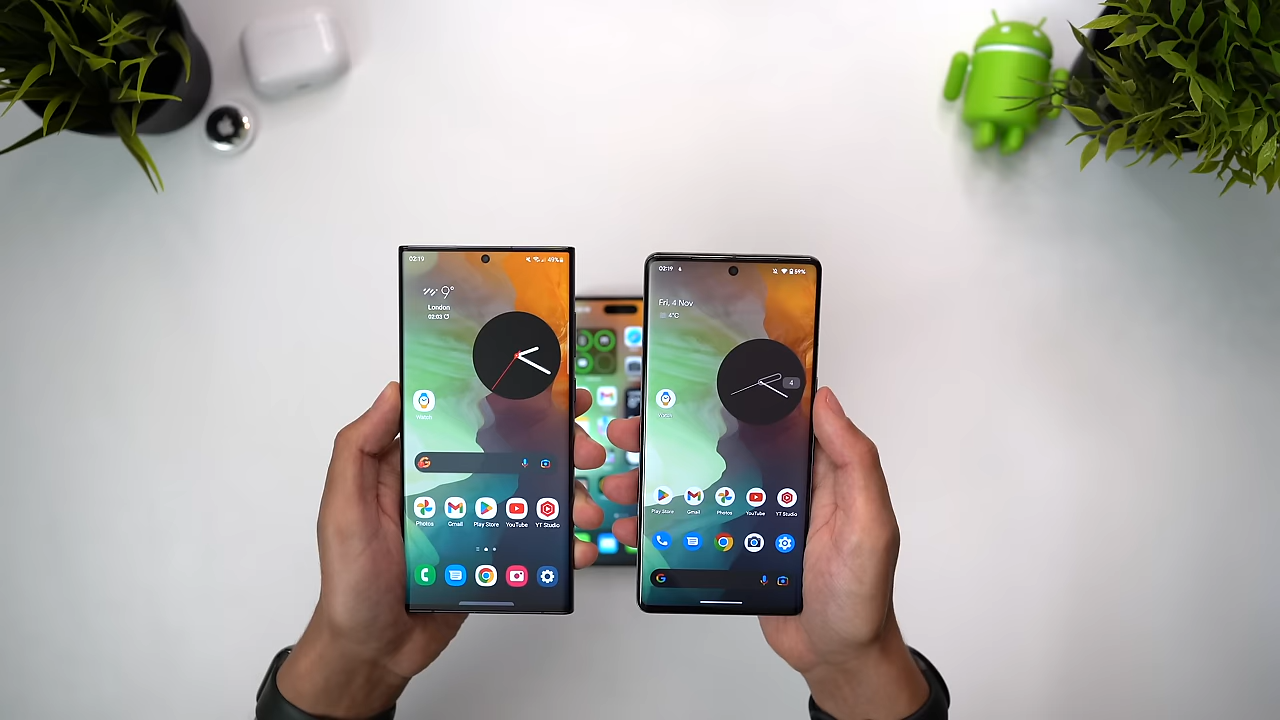 02:19
49%
9°
London
02:03
Watch
Photos
Gmail
Play Store
YouTube
YT Studio
02:19
59%
Fri, 4 Nov
4°C
4
Watch
Play Store
Gmail
Photos
YouTube
YT Studio